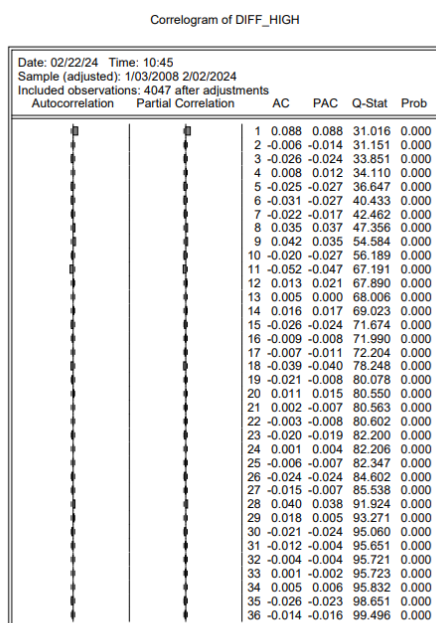 Correlogram of DIFF_HIGH
Date: 02/22/24 Time: 10:45
Sample (adjusted): 1/03/2008 2/02/2024
Included observations: 4047 after adjustments
Autocorrelation Partial Correlation AC PAC Q-Stat Prob
1 0.088 0.088 31.016 0.000
2 -0.006 -0.014 31.151 0.000
3 -0.026 -0.024 33.851 0.000
4 0.008 0.012 34.110 0.000
5 -0.025 -0.027 36.647 0.000
6 -0.031 -0.027 40.433 0.000
7 -0.022 -0.017 42.462 0.000
8 0.035 0.037 47.356 0.000
9 0.042 0.035 54.584 0.000
10 -0.020 -0.027 56.189 0.000
11 -0.052 -0.047 67.191 0.000
12 0.013 0.021 67.890 0.000
13 0.005 0.000 68.006 0.000
14 0.016 0.017 69.023 0.000
15 -0.026 -0.024 71.674 0.000
16 -0.009 -0.008 71.990 0.000
17 -0.007 -0.011 72.204 0.000
18 -0.039 -0.040 78.248 0.000
19 -0.021 -0.008 80.078 0.000
20 0.011 0.015 80.550 0.000
21 0.002 -0.007 80.563 0.000
22 -0.003 -0.008 80.602 0.000
23 -0.020 -0.019 82.200 0.000
24 0.001 0.004 82.206 0.000
25 -0.006 -0.007 82.347 0.000
26 -0.024 -0.024 84.602 0.000
27 -0.015 -0.007 85.538 0.000
28 0.040 0.038 91.924 0.000
29 0.018 0.005 93.271 0.000
30 -0.021 -0.024 95.060 0.000
31 -0.012 -0.004 95.651 0.000
32 -0.004 -0.004 95.721 0.000
33 0.001 -0.002 95.723 0.000
34 0.005 0.006 95.832 0.000
35 -0.026 -0.023 98.651 0.000
36 -0.014 -0.016 99.496 0.000